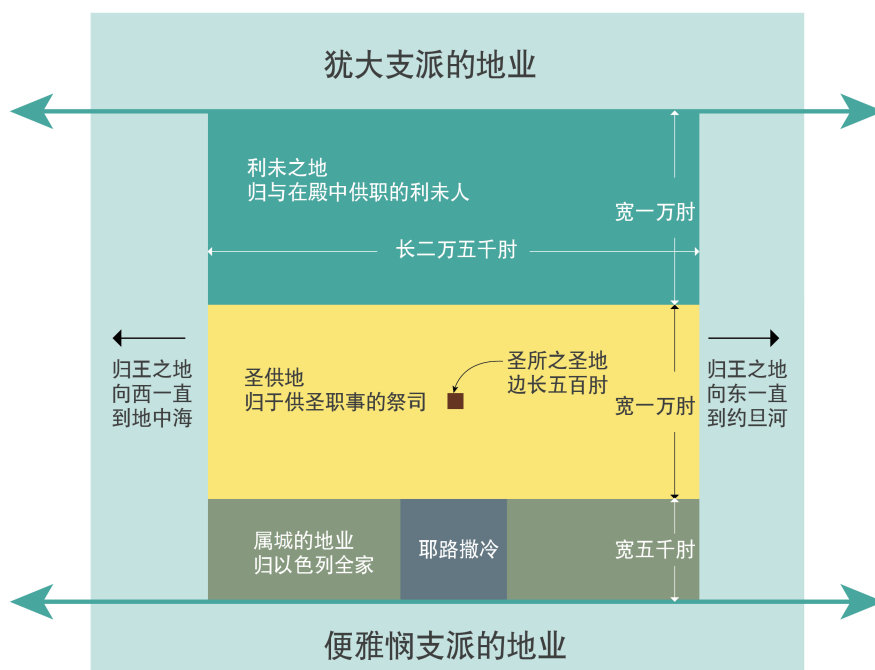 犹大支派的地业
利未之地
归与在殿中供职的利未人
宽一万肘
长二万五千肘
归王之地
向西一直
到地中海
圣供地
归于供圣职事的祭司
圣所之圣地
边长五百肘
宽一万肘
归王之地
向东一直
到约旦河
属城的地业
归以色列全家
耶路撒冷
宽五千肘
便雅悯支派的地业